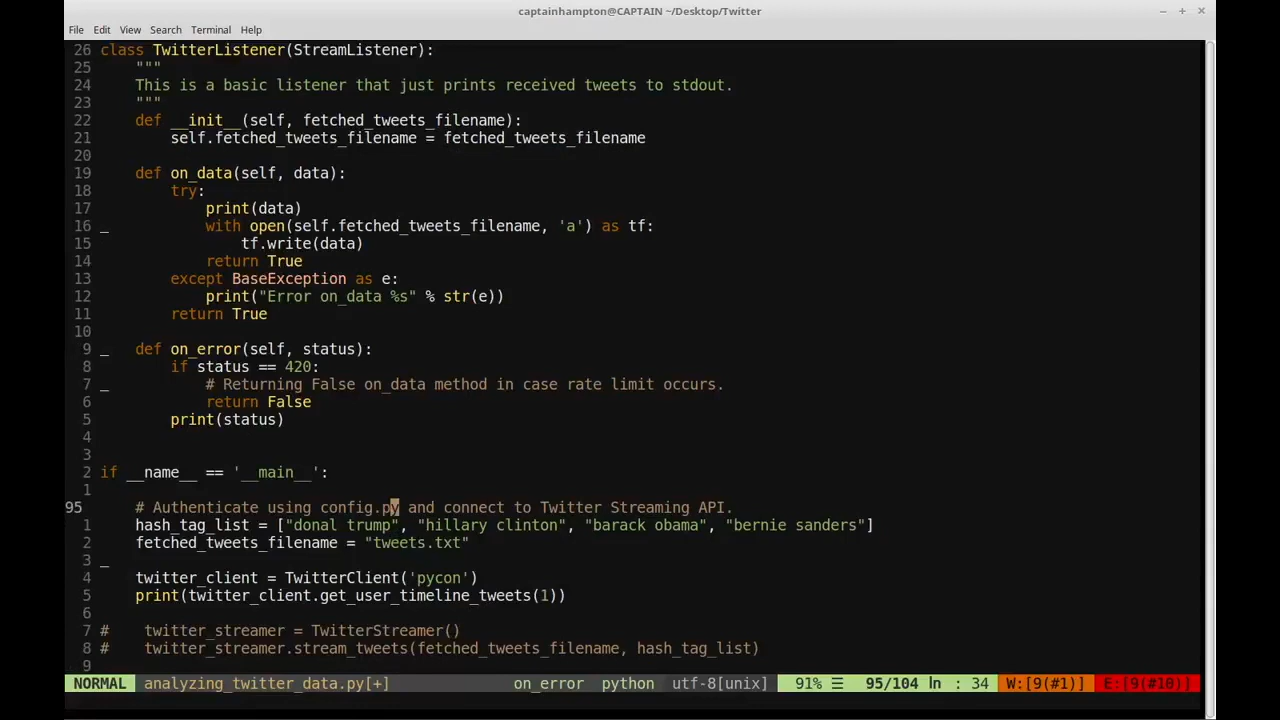 captainhampton@CAPTAIN ~/Desktop/Twitter
File Edit View Search Terminal Help
26 class TwitterListener(StreamListener):
25     """
24     This is a basic listener that just prints received tweets to stdout.
23     """
22     def __init__(self, fetched_tweets_filename):
21         self.fetched_tweets_filename = fetched_tweets_filename
20
19     def on_data(self, data):
18         try:
17             print(data)
16 _           with open(self.fetched_tweets_filename, 'a') as tf:
15                 tf.write(data)
14             return True
13         except BaseException as e:
12             print("Error on_data %s" % str(e))
11         return True
10
9 _   def on_error(self, status):
8         if status == 420:
7 _           # Returning False on_data method in case rate limit occurs.
6             return False
5         print(status)
4
3
2 if __name__ == '__main__':
1
95     # Authenticate using config.py and connect to Twitter Streaming API.
1     hash_tag_list = ["donal trump", "hillary clinton", "barack obama", "bernie sanders"]
2     fetched_tweets_filename = "tweets.txt"
3 _
4     twitter_client = TwitterClient('pycon')
5     print(twitter_client.get_user_timeline_tweets(1))
6
7 #    twitter_streamer = TwitterStreamer()
8 #    twitter_streamer.stream_tweets(fetched_tweets_filename, hash_tag_list)
9
NORMAL analyzing_twitter_data.py[+] on_error python utf-8[unix] 91% ☰ 95/104 ln : 34 W:[9(#1)] E:[9(#10)]